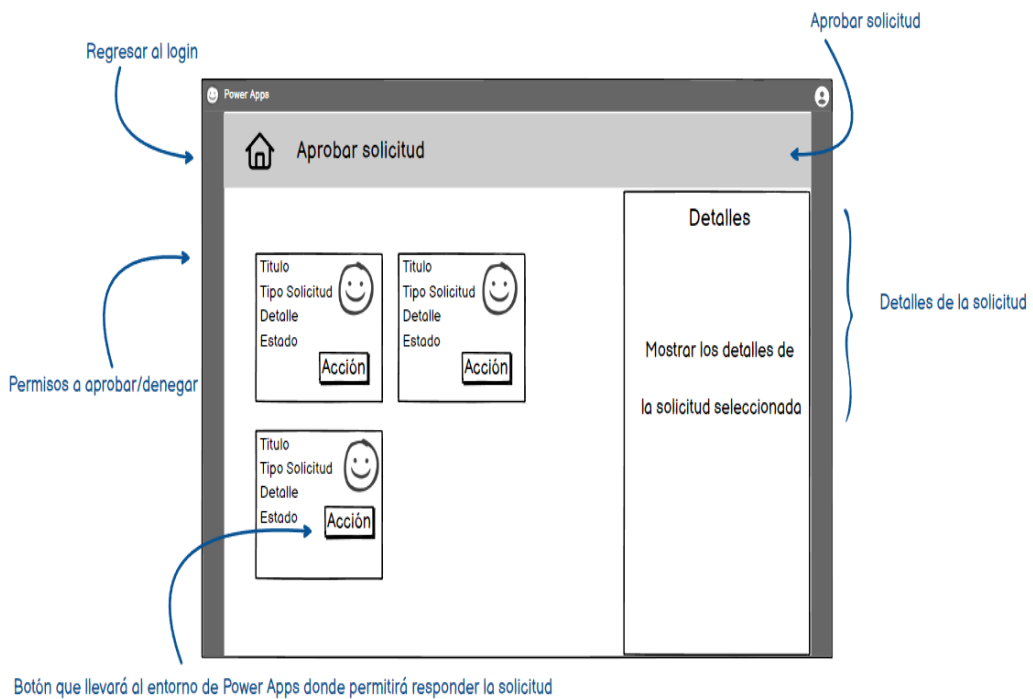 Aprobar solicitud
Regresar al login
Power Apps
Aprobar solicitud
Detalles
Titulo
Tipo Solicitud
Detalle
Estado
Acción
Titulo
Tipo Solicitud
Detalle
Estado
Acción
Mostrar los detalles de
la solicitud seleccionada
Detalles de la solicitud
Permisos a aprobar/denegar
Titulo
Tipo Solicitud
Detalle
Estado
Acción
Botón que llevará al entorno de Power Apps donde permitirá responder la solicitud